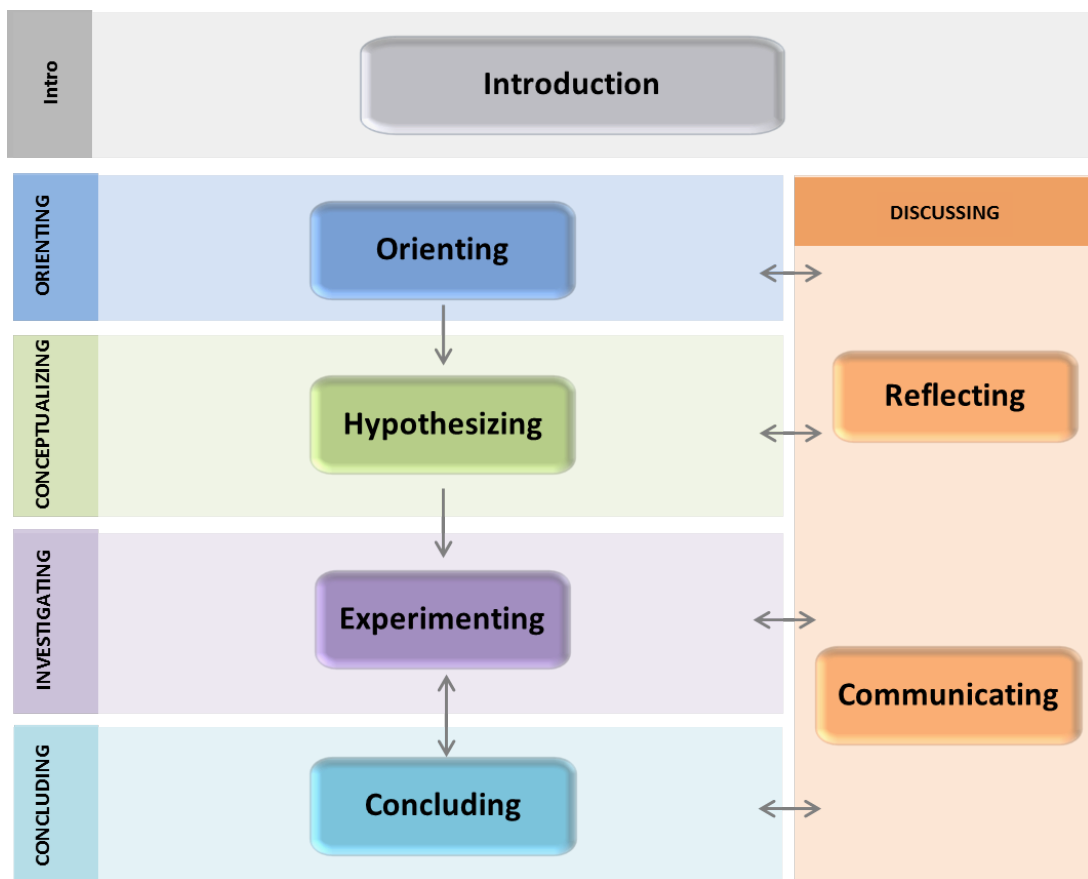 Intro
Introduction
ORIENTING
Orienting
DISCUSSING
CONCEPTUALIZING
Hypothesizing
Reflecting
INVESTIGATING
Experimenting
Communicating
CONCLUDING
Concluding